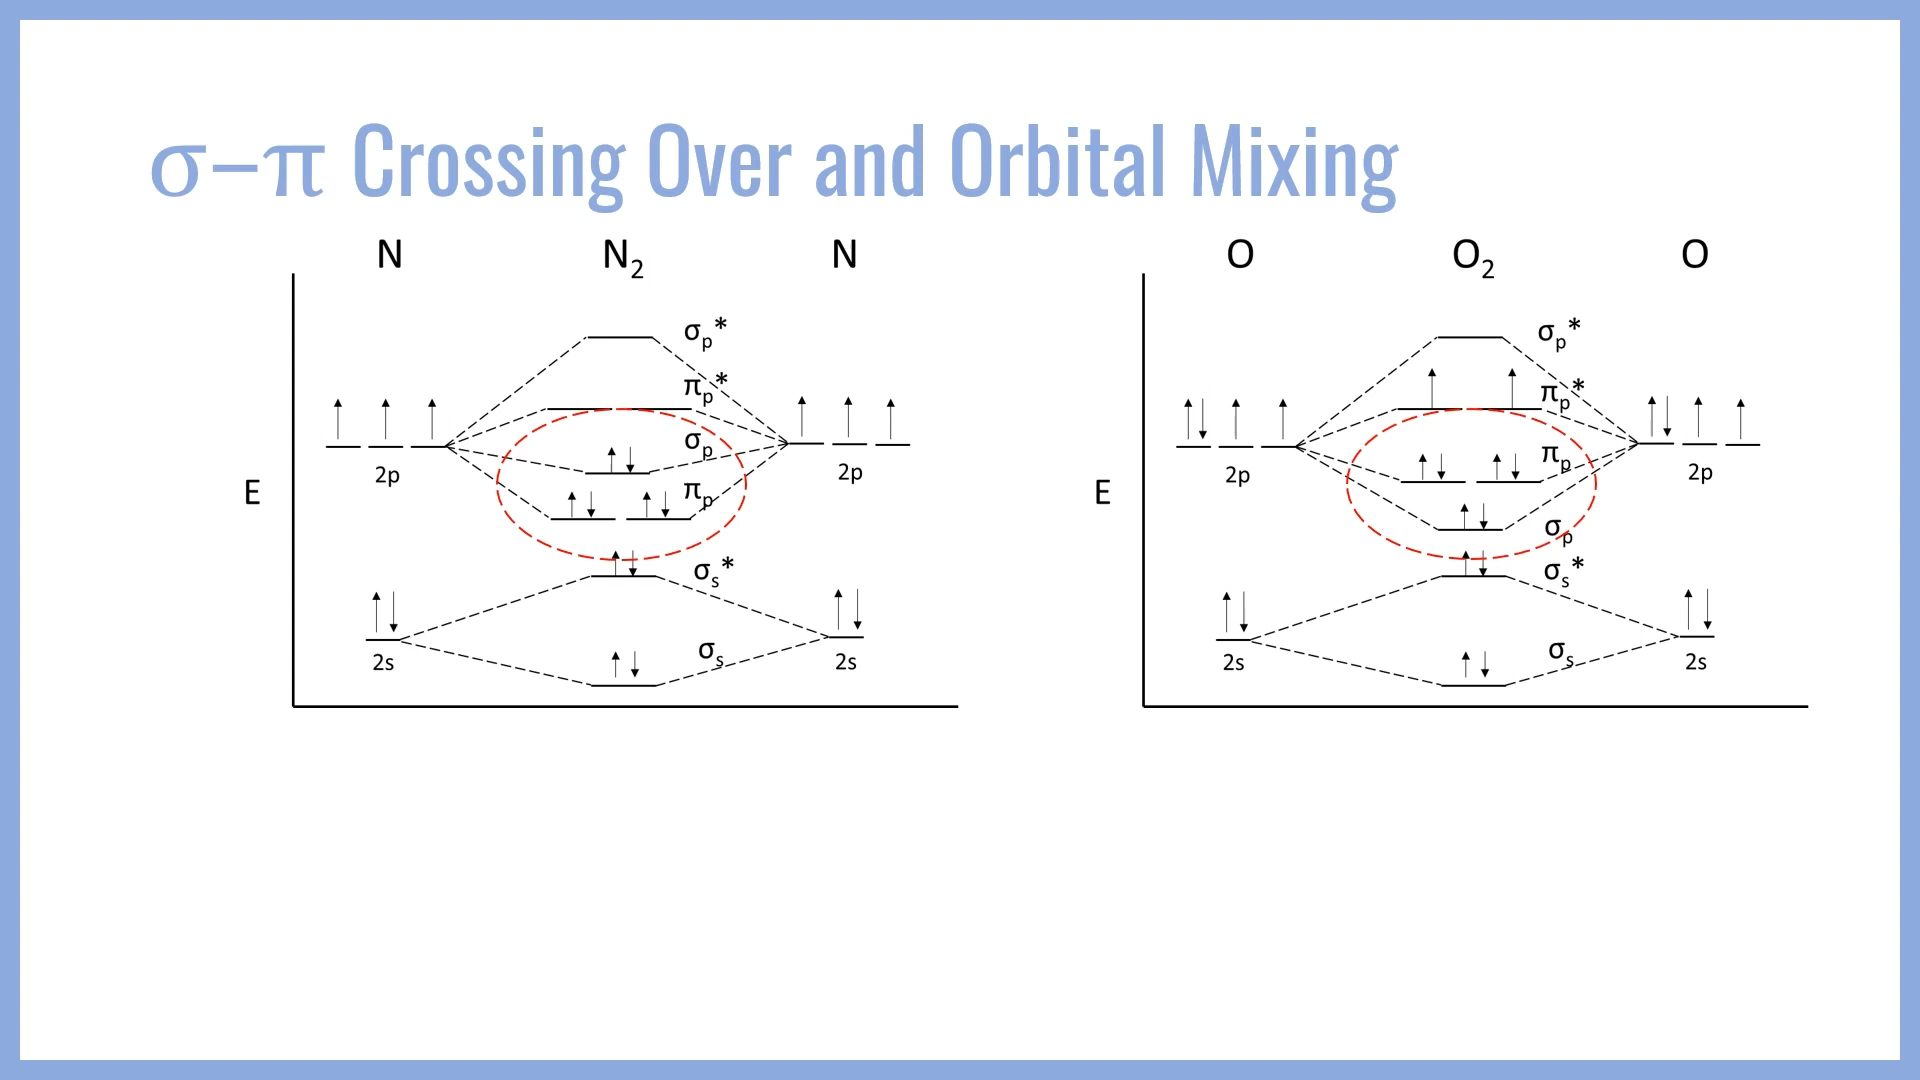 σ–π Crossing Over and Orbital Mixing
N N₂ N
σₚ*
πₚ*
σₚ
2p 2p
E
πₚ
σₛ*
σₛ
2s 2s
O O₂ O
σₚ*
πₚ*
πₚ
2p 2p
E
σₚ
σₛ*
σₛ
2s 2s